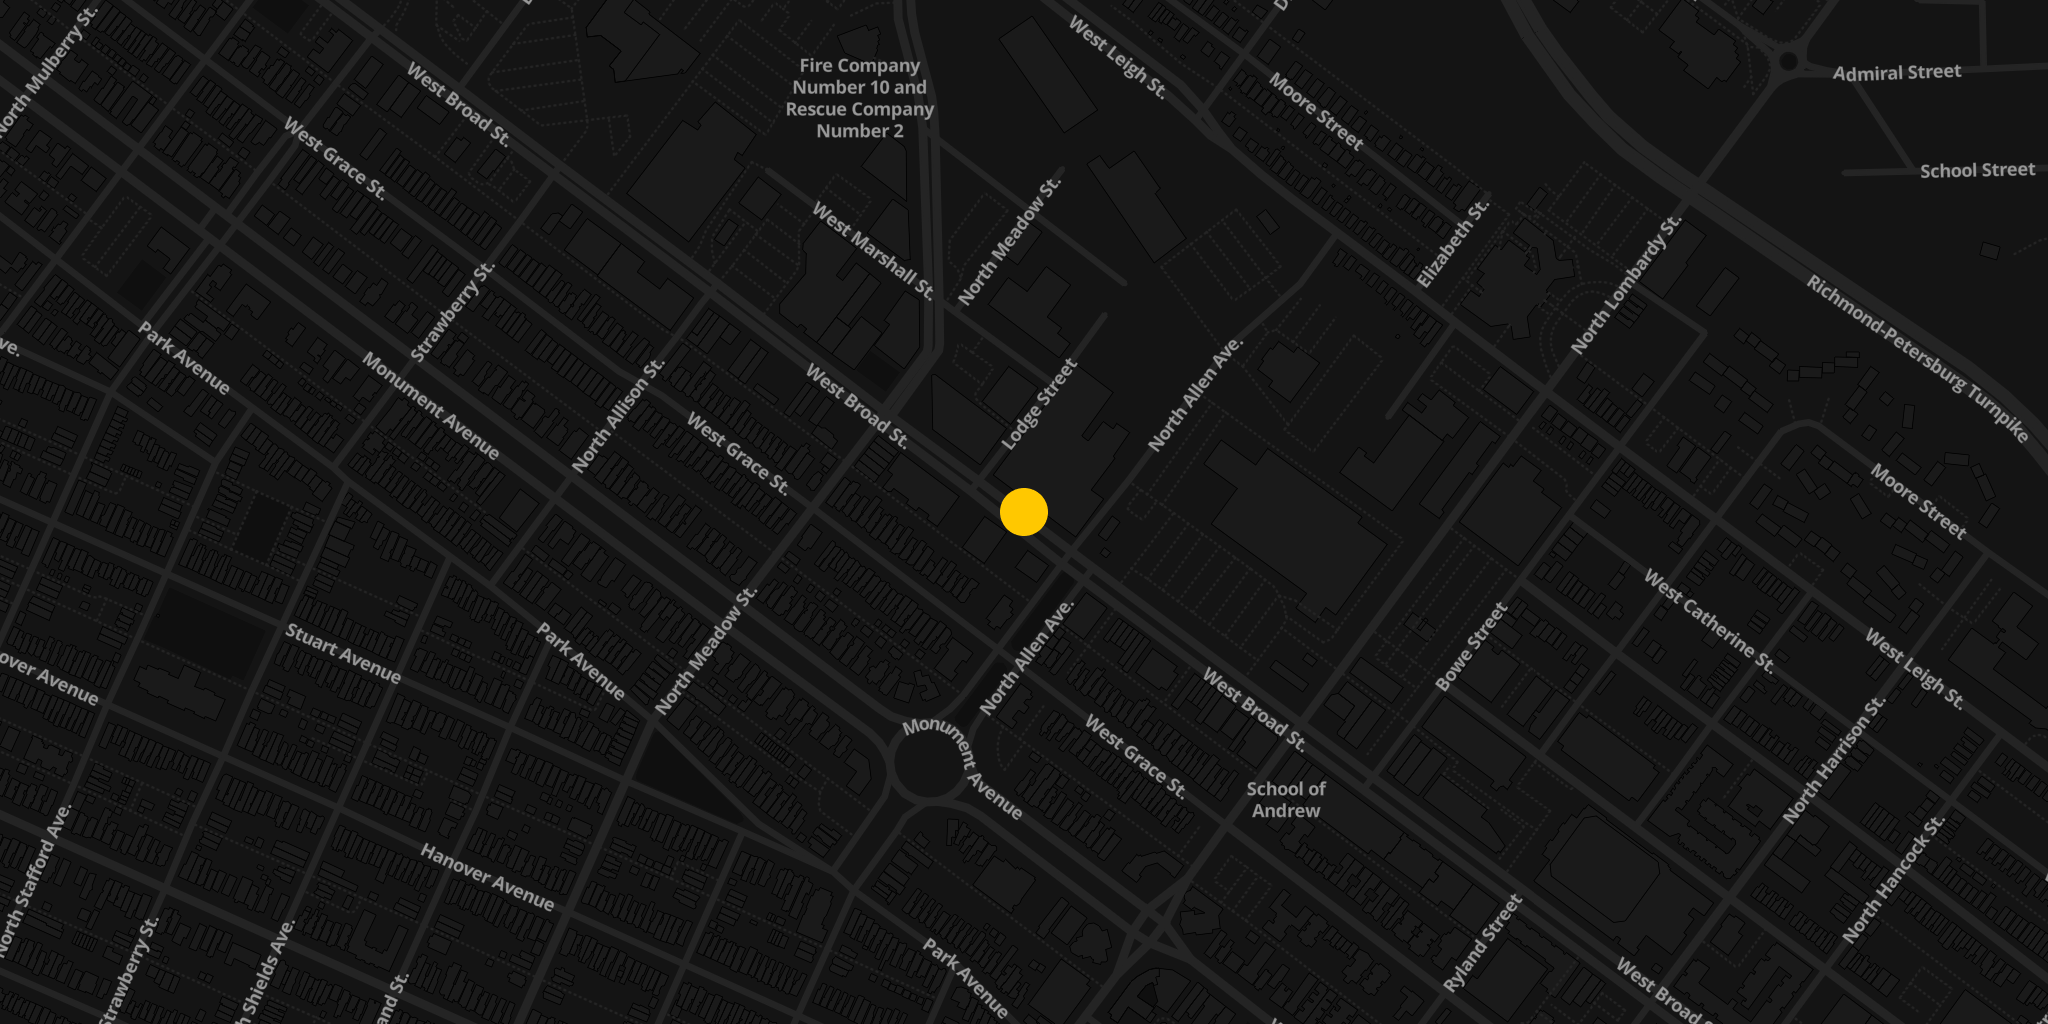 North Mulberry St.
West Broad St.
Fire Company
Number 10 and
Rescue Company
Number 2
West Leigh St.
Moore Street
Admiral Street
School Street
West Grace St.
West Marshall St.
North Meadow St.
Elizabeth St.
North Lombardy St.
Richmond-Petersburg Turnpike
Strawberry St.
Park Avenue
Monument Avenue
North Allison St.
West Grace St.
West Broad St.
Lodge Street
North Allen Ave.
Moore Street
West Catherine St.
West Leigh St.
Bowe Street
Stuart Avenue
Park Avenue
North Meadow St.
North Allen Ave.
Monument Avenue
West Grace St.
West Broad St.
School of
Andrew
North Harrison St.
North Hancock St.
Hanover Avenue
North Stafford Ave.
Strawberry St.
Park Avenue
Ryland Street
West Broad S
over Avenue
h Shields Ave.
and St.
ve.